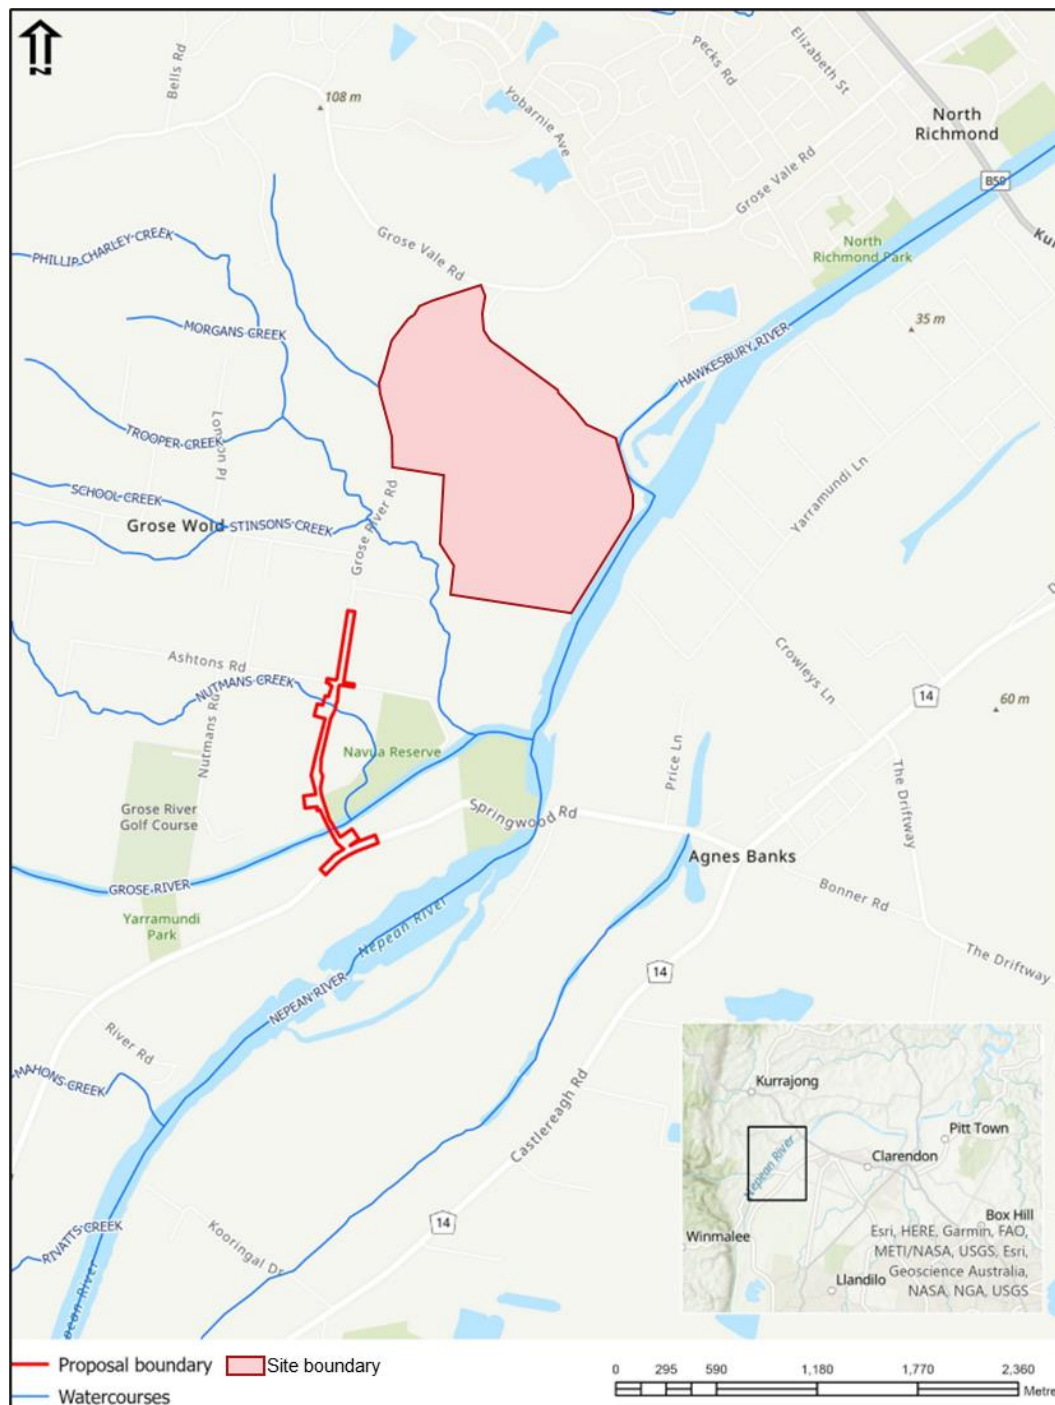 N
Bells Rd
108 m
Pecks Rd
Elizabeth St
Yobarnie Ave
North
Richmond
B59
Grose Vale Rd
Grose Vale Rd
North
Richmond Park
PHILLIP CHARLEY CREEK
MORGANS CREEK
HAWKESBURY RIVER
35 m
TROOPER CREEK
SCHOOL CREEK
Grose Wold
STINSONS CREEK
Grose River Rd
Yarramundi Ln
Crowleys Ln
Ashtons Rd
NUTMANS CREEK
Nutmans Rd
14
60 m
Navua Reserve
Price Ln
The Driftway
Grose River
Golf Course
Springwood Rd
Agnes Banks
GROSE RIVER
Bonner Rd
Yarramundi
Park
Nepean River
The Driftway
14
NEPEAN RIVER
River Rd
MAHONS CREEK
Castlereagh Rd
14
RIVATTS CREEK
Kooringal Dr
Kurrajong
Pitt Town
Nepean River
Clarendon
Winmalee
Box Hill
Llandilo
Esri, HERE, Garmin, FAO,
METI/NASA, USGS, Esri,
Geoscience Australia,
NASA, NGA, USGS
Proposal boundary
Site boundary
Watercourses
0 295 590 1,180 1,770 2,360
Metre